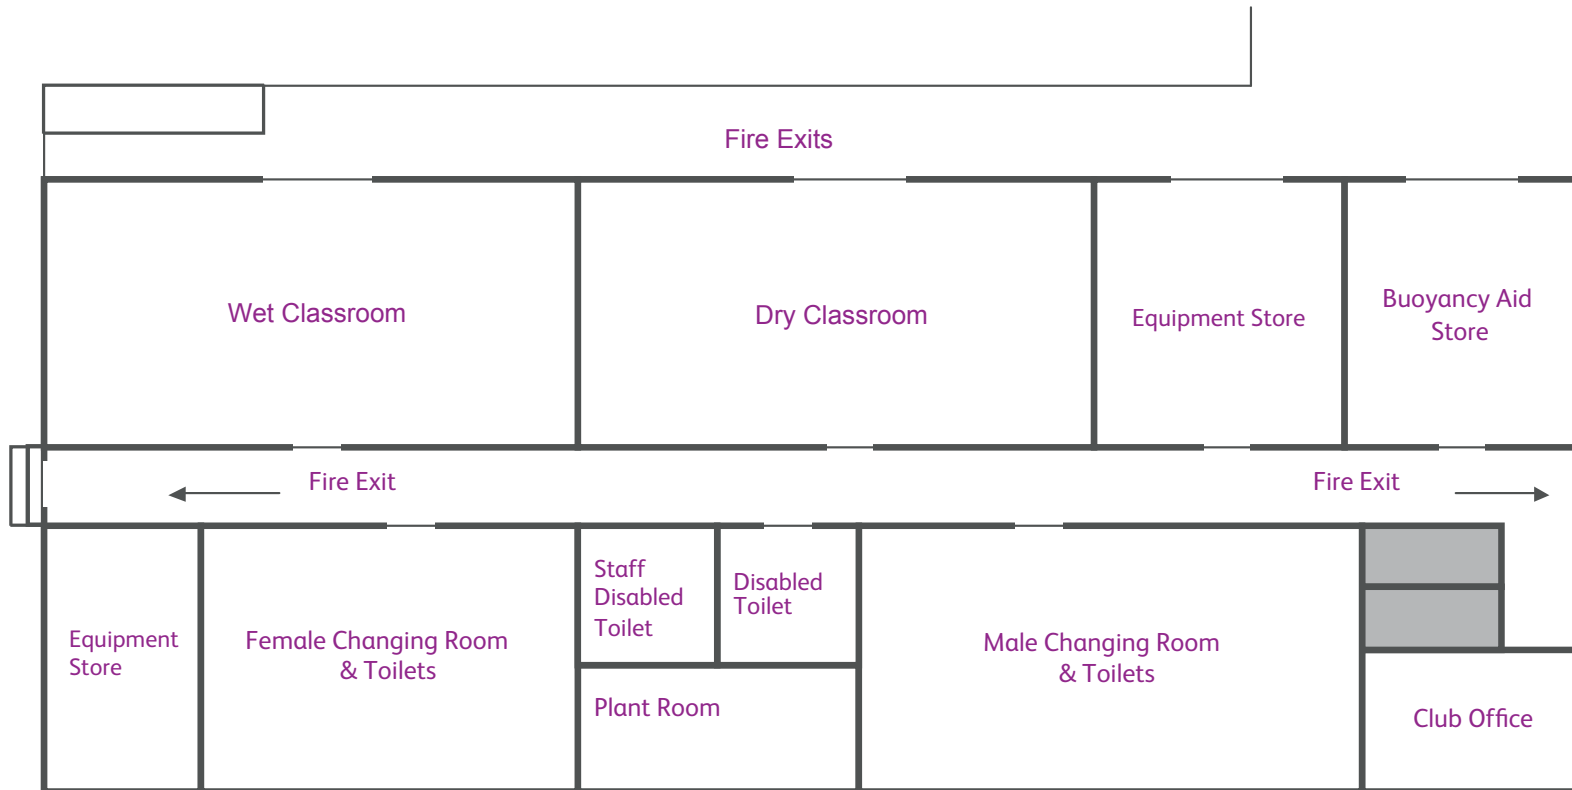 Fire Exits
Wet Classroom
Dry Classroom
Equipment Store
Buoyancy Aid
Store
Fire Exit
Fire Exit
Equipment
Store
Female Changing Room
& Toilets
Staff
Disabled
Toilet
Disabled
Toilet
Plant Room
Male Changing Room
& Toilets
Club Office